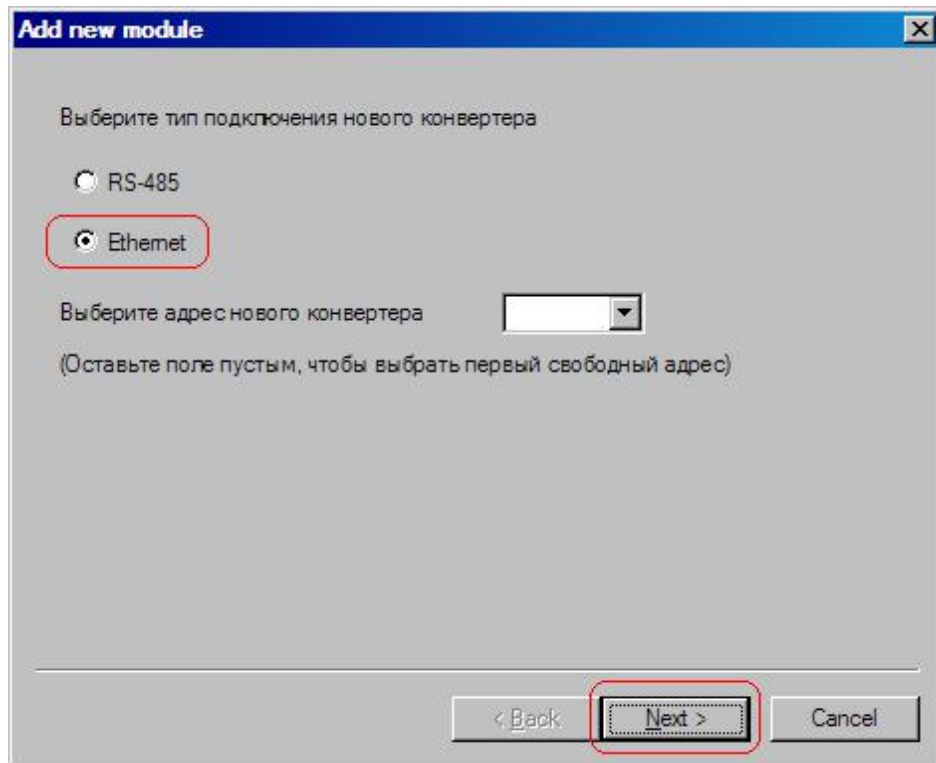 Add new module
Выберите тип подключения нового конвертера
RS-485
Ethernet
Выберите адрес нового конвертера
(Оставьте поле пустым, чтобы выбрать первый свободный адрес)
< Back Next > Cancel